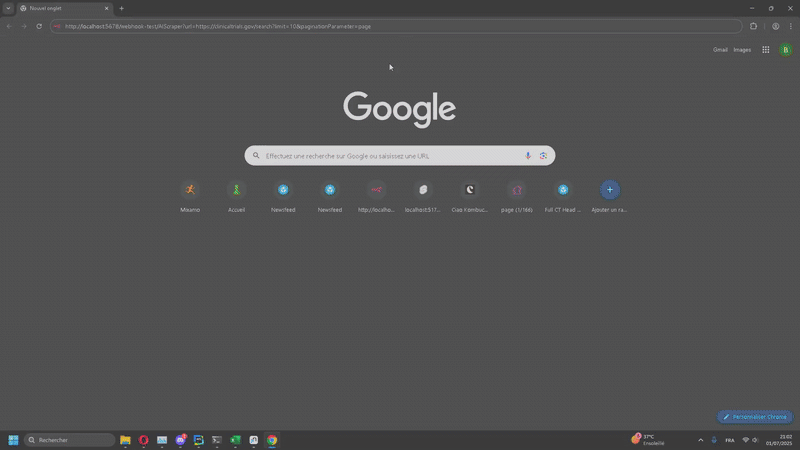 Nouvel onglet
http://localhost:5678/webhook-test/AIScraper?url=https://clinicaltrials.gov/search?limit=10&paginationParameter=page
Gmail Images B
Google
Effectuez une recherche sur Google ou saisissez une URL
Mixamo Accueil Newsfeed Newsfeed http://localho... localhost:517... Ciao Kombuc... page (1/166) Full CT Head ... Ajouter un ra...
Personnaliser Chrome
Rechercher
37°C
Ensoleillé
FRA
21:02
01/07/2025